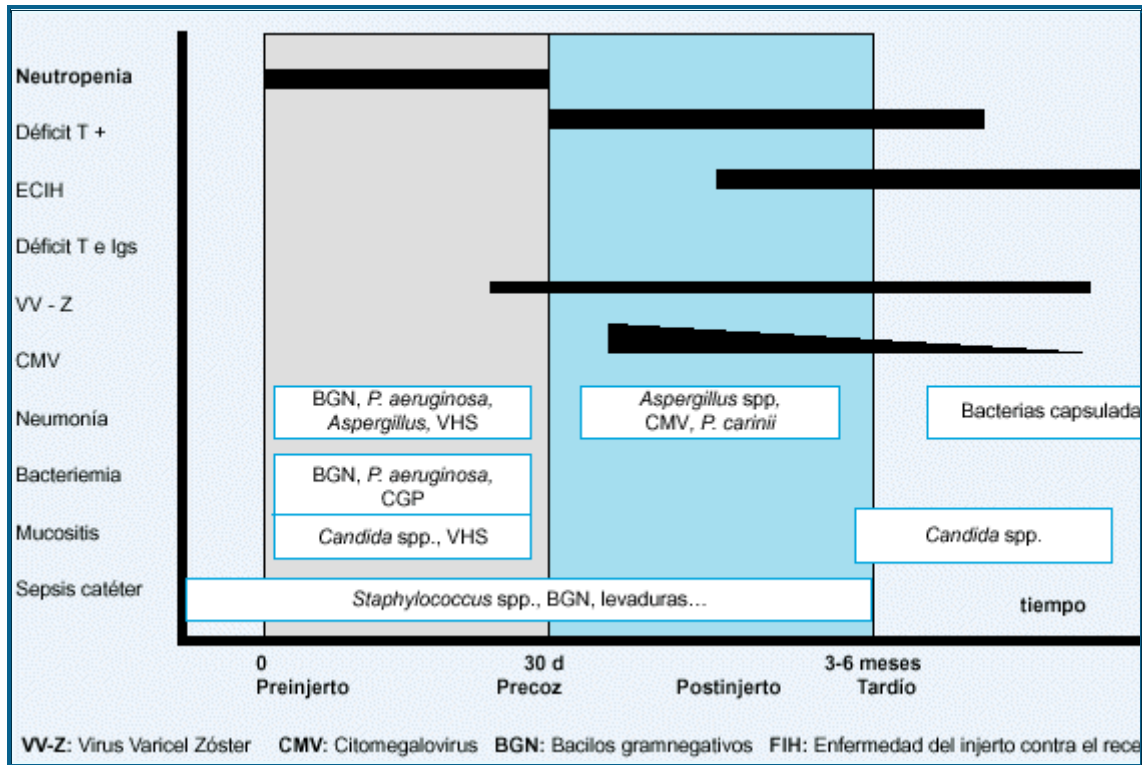 Neutropenia
Déficit T +
ECIH
Déficit T e Igs
VV - Z
CMV
Neumonía
BGN, P. aeruginosa,
Aspergillus, VHS
Aspergillus spp,
CMV, P. carinii
Bacterias capsulada
Bacteriemia
BGN, P. aeruginosa,
CGP
Mucositis
Candida spp., VHS
Candida spp.
Sepsis catéter
Staphylococcus spp., BGN, levaduras...
tiempo
0
Preinjerto
30 d
Precoz
Postinjerto
3-6 meses
Tardío
VV-Z: Virus Varicel Zóster CMV: Citomegalovirus BGN: Bacilos gramnegativos FIH: Enfermedad del injerto contra el rece